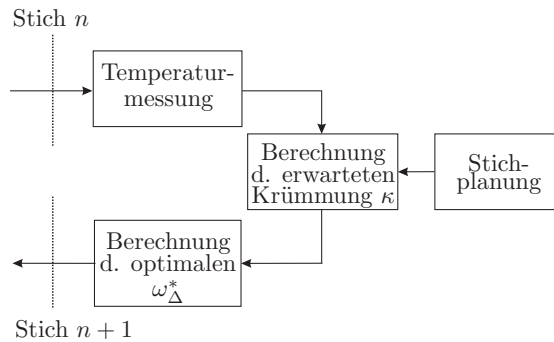 Stich n
Temperatur-
messung
Berechnung
d. erwarteten
Krümmung κ
Stich-
planung
Berechnung
d. optimalen
ω*Δ
Stich n + 1